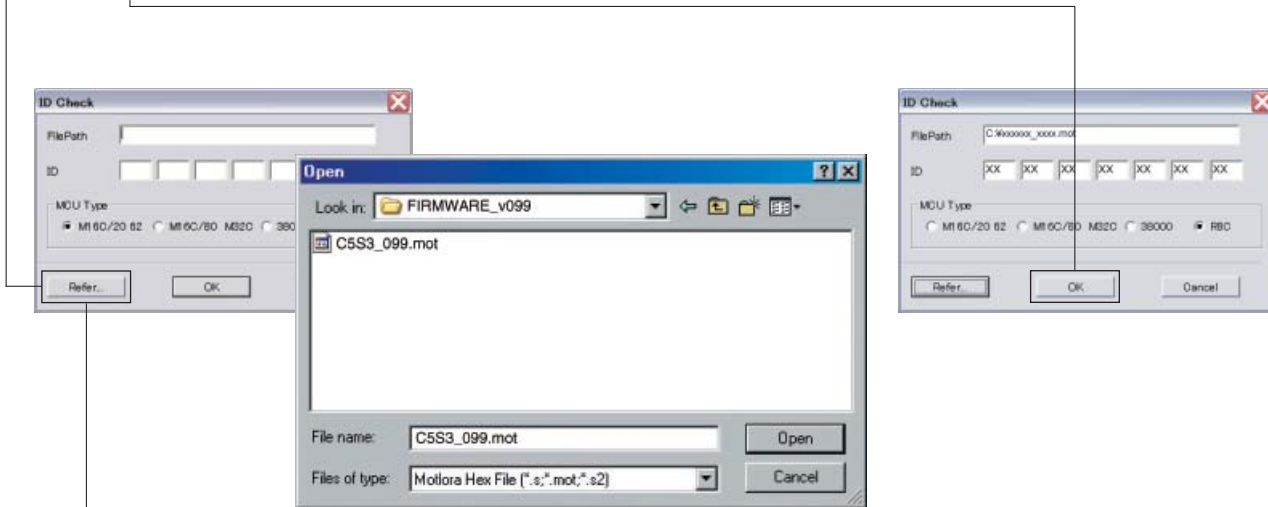 ID Check
FilePath
ID
MCU Type
M16C/20 62 M16C/80 M32C 380
Refer...
OK
Open
Look in: FIRMWARE_v099
C5S3_099.mot
File name: C5S3_099.mot Open
Files of type: Motlora Hex File (*.s;*.mot;*.s2) Cancel
ID Check
FilePath C:¥xxxxxx_xxxx.mot
ID XX XX XX XX XX XX XX
MCU Type
M16C/20 62 M16C/80 M32C 38000 R8C
Refer... OK Cancel